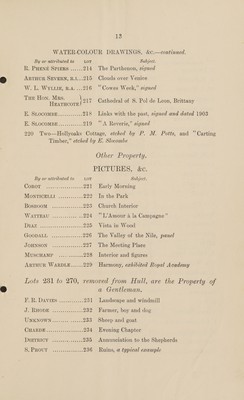 13
WATER-COLOUR DRAWINGS, &c.—continued.
By or attributed to LOT Subject.
R. PHENÉ SPIERS ......214 The Parthenon, signed
ARTHUR SEVERN, R.A. ...215 Clouds over Venice
W. L. WYLLIE, R.A. ....216 "Cowes Week," signed
THE HON. MRS. HEATHCOTE } 217 Cathedral of S. Pol de Leon, Brittany
E. SLOCOMBE............218 Links with the past, signed and dated 1903
E. SLOCOMBE............219 "A Reverie," signed
220 Two—Hollyoake Cottage, etched by P. M. Potts, and "Carting
Timber," etched by E. Slocombe
Other Property.
PICTURES, &c.
By or attributed to LOT Subject.
COROT ..................221 Early Morning
MONTICELLI ............222 In the Park
BOSBOOM ...............223 Church Interior
WATTEAU ...............224 "L'Amour à la Campagne"
DIAZ ....................225 Vista in Wood
GOODALL ...............226 The Valley of the Nile, panel
JOHNSON ...............227 The Meeting Place
MUSCHAMP .............228 Interior and figures
ARTHUR WARDLE........229 Harmony, exhibited Royal Academy
Lots 231 to 270, removed from Hull, are the Property of
a Gentleman.
F. R. DAVIES ............231 Landscape and windmill
J. RHODE ...............232 Farmer, boy and dog
UNKNOWN ..............233 Sheep and goat
CHARDE.................234 Evening Chapter
DIETRICY ...............235 Annunciation to the Shepherds
S. PROUT ...............236 Ruins, a typical example